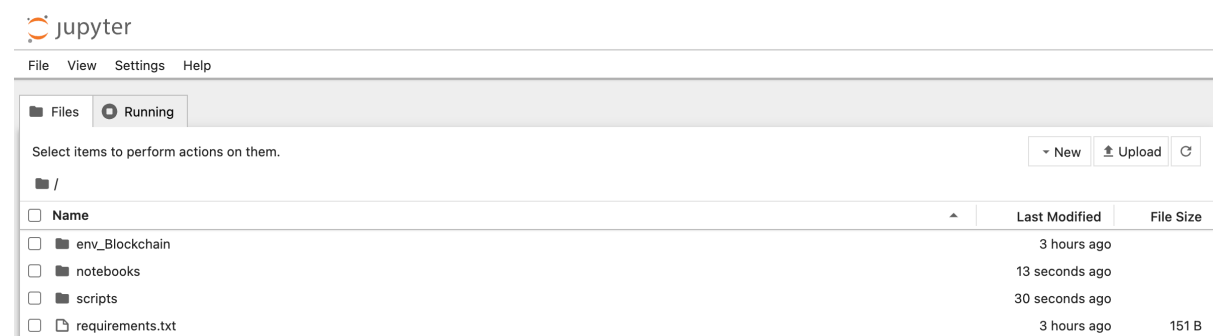 jupyter
File View Settings Help
Files Running
Select items to perform actions on them.
New Upload
/
Name Last Modified File Size
env_Blockchain 3 hours ago
notebooks 13 seconds ago
scripts 30 seconds ago
requirements.txt 3 hours ago 151 B